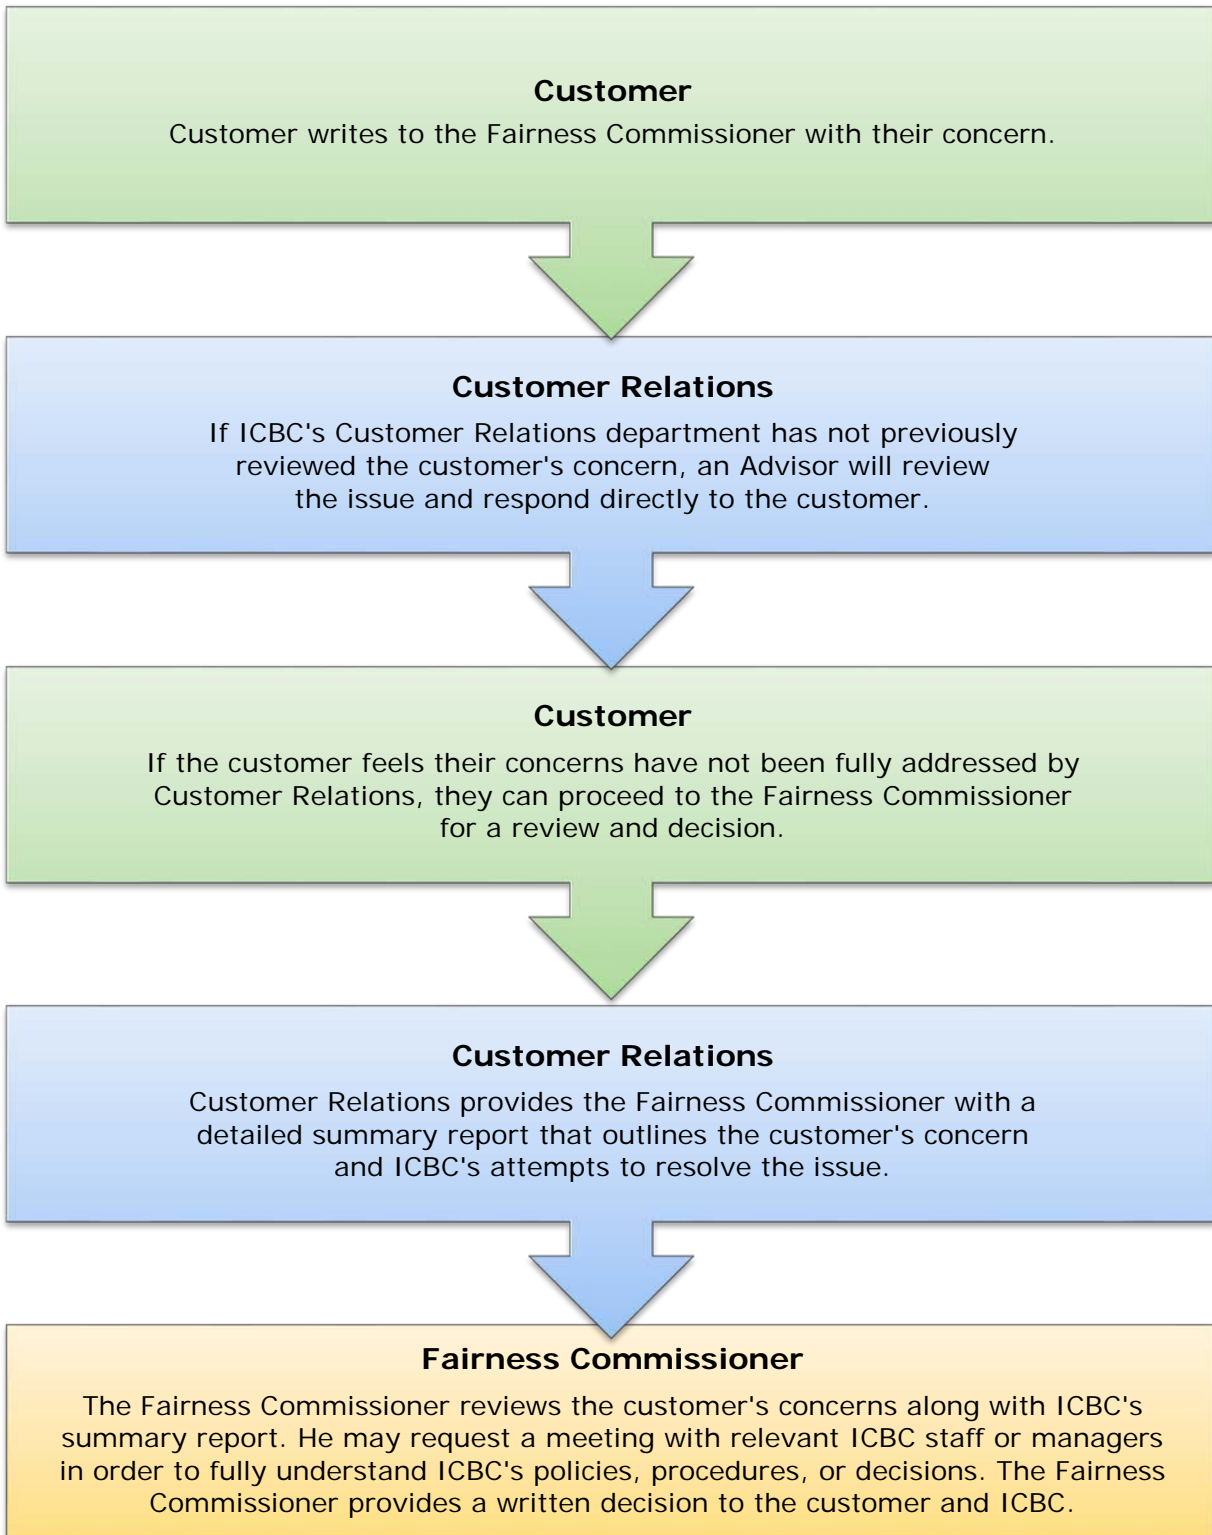 Customer
Customer writes to the Fairness Commissioner with their concern.
Customer Relations
If ICBC's Customer Relations department has not previously
reviewed the customer's concern, an Advisor will review
the issue and respond directly to the customer.
Customer
If the customer feels their concerns have not been fully addressed by
Customer Relations, they can proceed to the Fairness Commissioner
for a review and decision.
Customer Relations
Customer Relations provides the Fairness Commissioner with a
detailed summary report that outlines the customer's concern
and ICBC's attempts to resolve the issue.
Fairness Commissioner
The Fairness Commissioner reviews the customer's concerns along with ICBC's
summary report. He may request a meeting with relevant ICBC staff or managers
in order to fully understand ICBC's policies, procedures, or decisions. The Fairness
Commissioner provides a written decision to the customer and ICBC.